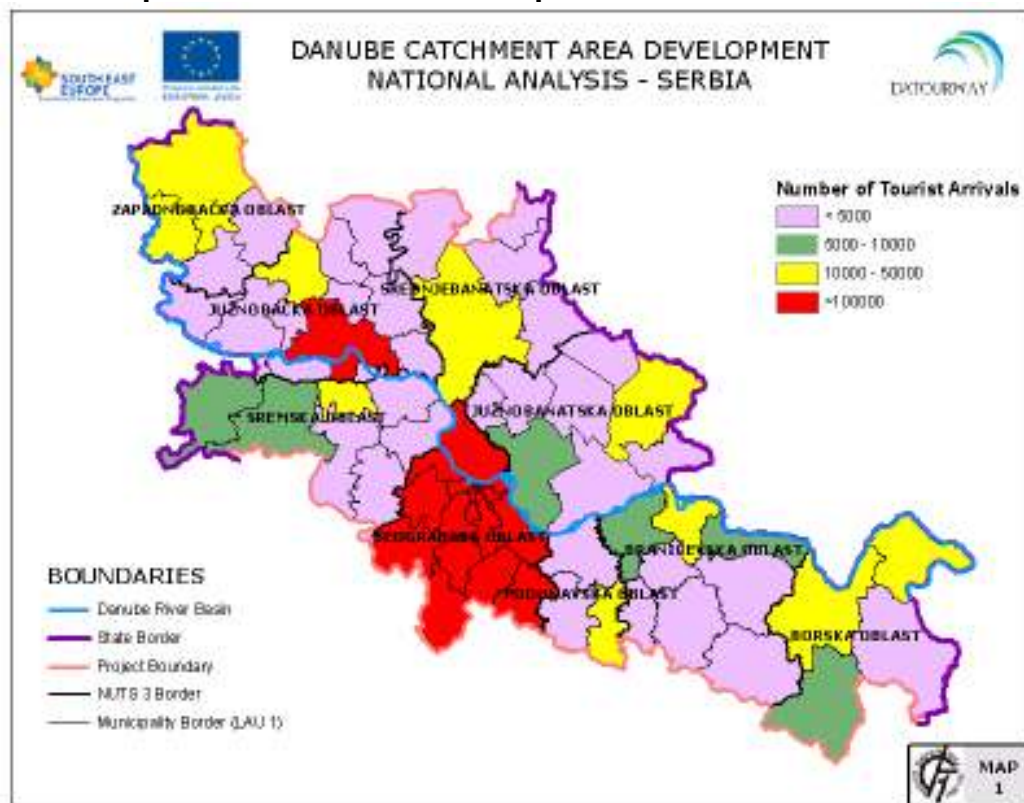 SOUTH EAST
EUROPE
DANUBE CATCHMENT AREA DEVELOPMENT
NATIONAL ANALYSIS - SERBIA
DATOURWAY
Number of Tourist Arrivals
< 5000
5000 - 10000
10000 - 50000
>100000
ZAPADNOBAČKA OBLAST
SREDNJEBANATSKA OBLAST
JUŽNOBAČKA OBLAST
JUŽNOBANATSKA OBLAST
SREMSKA OBLAST
BEOGRADSKA OBLAST
BRANIČEVSKA OBLAST
PODUNAVSKA OBLAST
BORSKA OBLAST
BOUNDARIES
Danube River Basin
State Border
Project Boundary
NUTS 3 Border
Municipality Border (LAU 1)
MAP
1